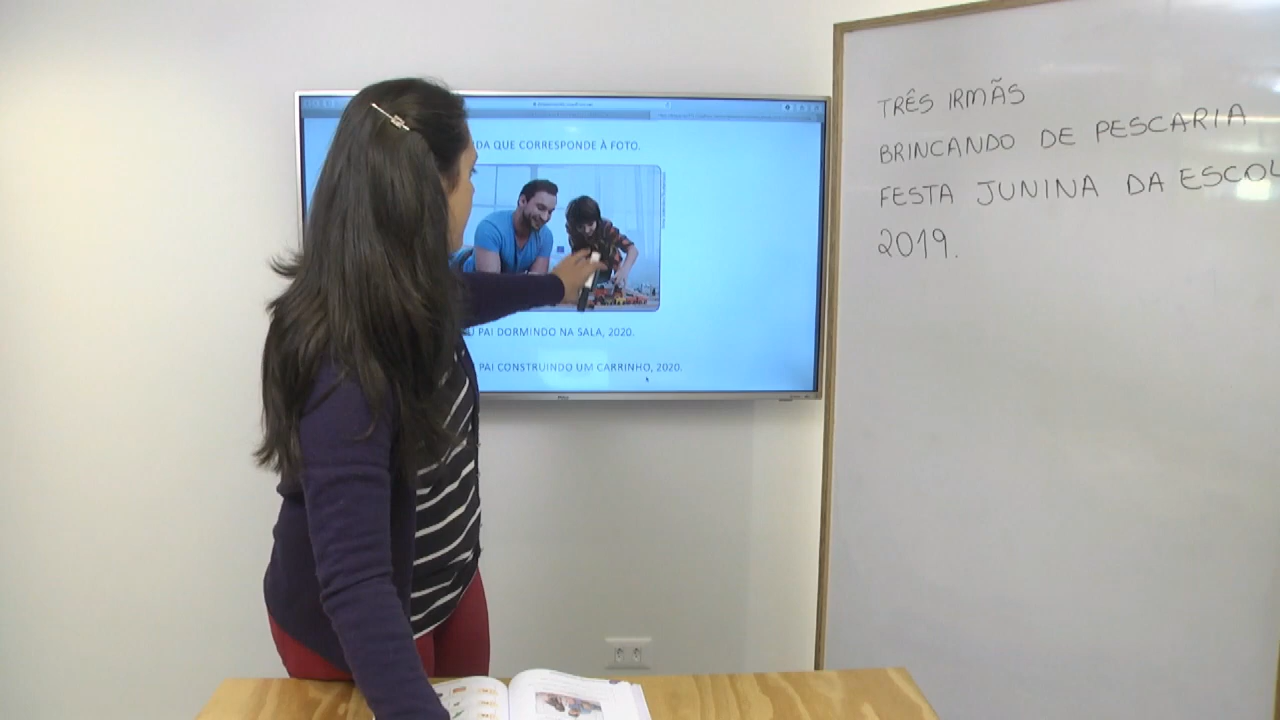 DA QUE CORRESPONDE À FOTO.
PAI DORMINDO NA SALA, 2020.
PAI CONSTRUINDO UM CARRINHO, 2020.
TRÊS IRMÃS
BRINCANDO DE PESCARIA
FESTA JUNINA DA ESCOL
2019.